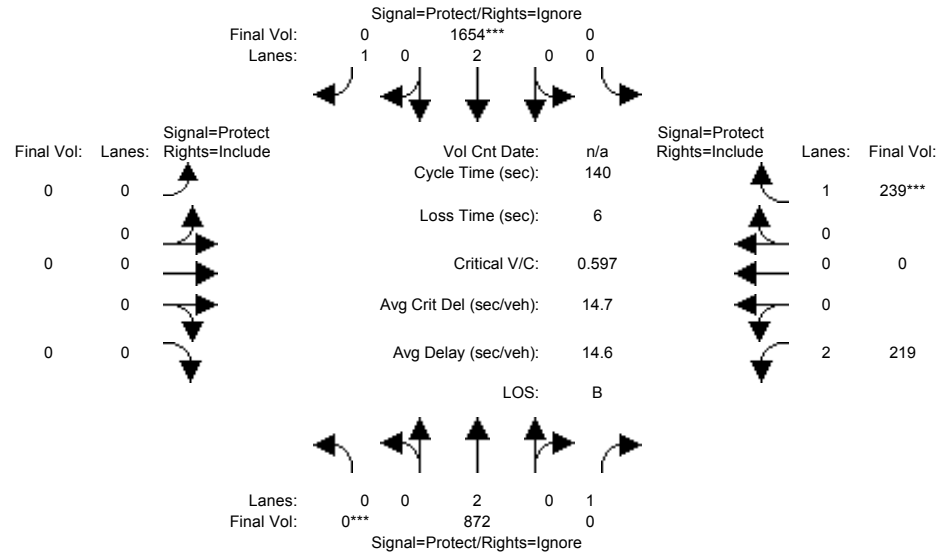 Signal=Protect/Rights=Ignore
Final Vol: 0 1654*** 0
Lanes: 1 0 2 0 0
Signal=Protect Signal=Protect
Final Vol: Lanes: Rights=Include Vol Cnt Date: n/a Rights=Include Lanes: Final Vol:
Cycle Time (sec): 140
0 0 1 239***
Loss Time (sec): 6
0 0
0 0 Critical V/C: 0.597 0 0
0 Avg Crit Del (sec/veh): 14.7 0
0 0 Avg Delay (sec/veh): 14.6 2 219
LOS: B
Lanes: 0 0 2 0 1
Final Vol: 0*** 872 0
Signal=Protect/Rights=Ignore